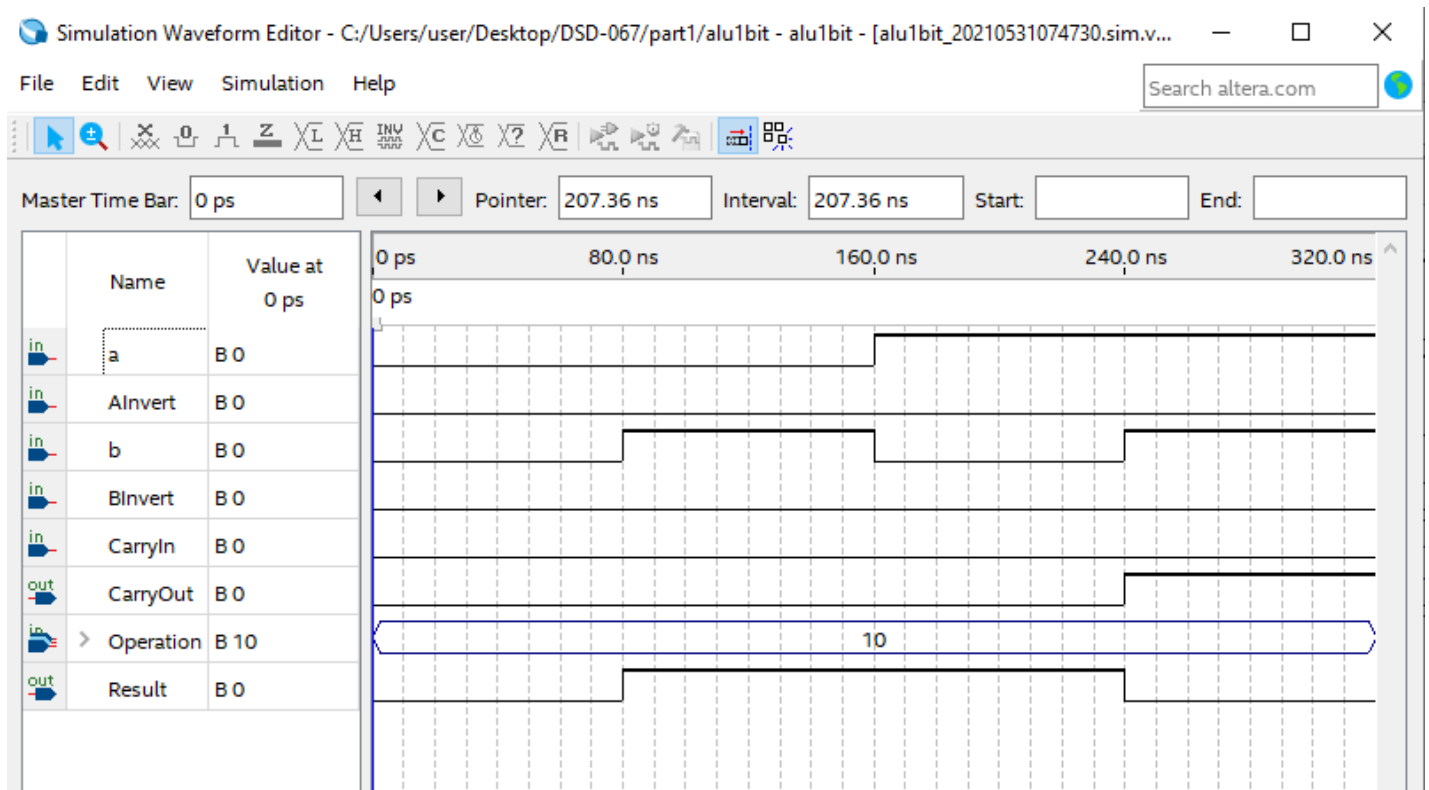 Simulation Waveform Editor - C:/Users/user/Desktop/DSD-067/part1/alu1bit - alu1bit - [alu1bit_20210531074730.sim.v...
File Edit View Simulation Help
Search altera.com
X 0 1 Z L H INV C ? R
Master Time Bar: 0 ps Pointer: 207.36 ns Interval: 207.36 ns Start: End:
Name Value at 0 ps
0 ps 80.0 ns 160.0 ns 240.0 ns 320.0 ns
0 ps
in a B 0
in AInvert B 0
in b B 0
in BInvert B 0
in CarryIn B 0
out CarryOut B 0
in Operation B 10 10
out Result B 0